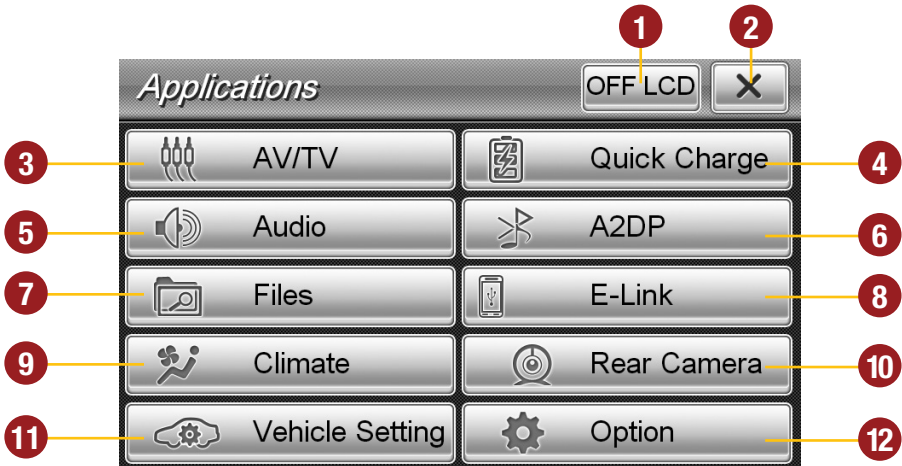 1 2
Applications OFF LCD
3 AV/TV Quick Charge 4
5 Audio A2DP 6
7 Files E-Link 8
9 Climate Rear Camera 10
11 Vehicle Setting Option 12